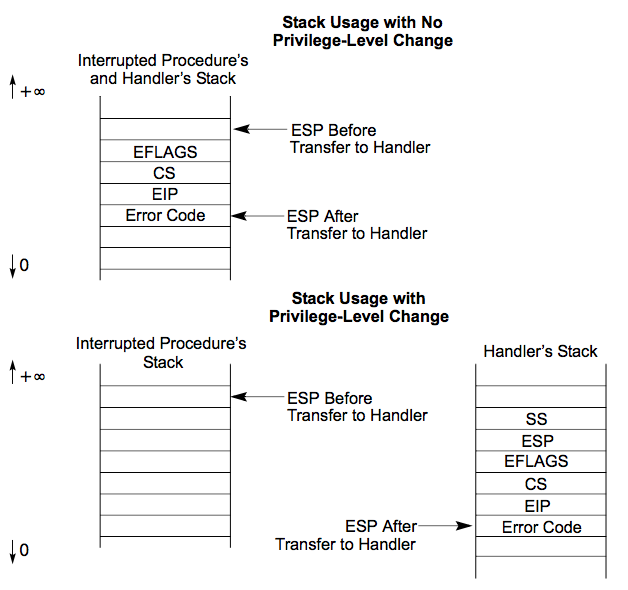 Stack Usage with No
Privilege-Level Change
Interrupted Procedure's
and Handler's Stack
+∞
ESP Before
Transfer to Handler
EFLAGS
CS
EIP
Error Code
ESP After
Transfer to Handler
0
Stack Usage with
Privilege-Level Change
Interrupted Procedure's
Stack
Handler's Stack
+∞
ESP Before
Transfer to Handler
SS
ESP
EFLAGS
CS
EIP
Error Code
ESP After
Transfer to Handler
0